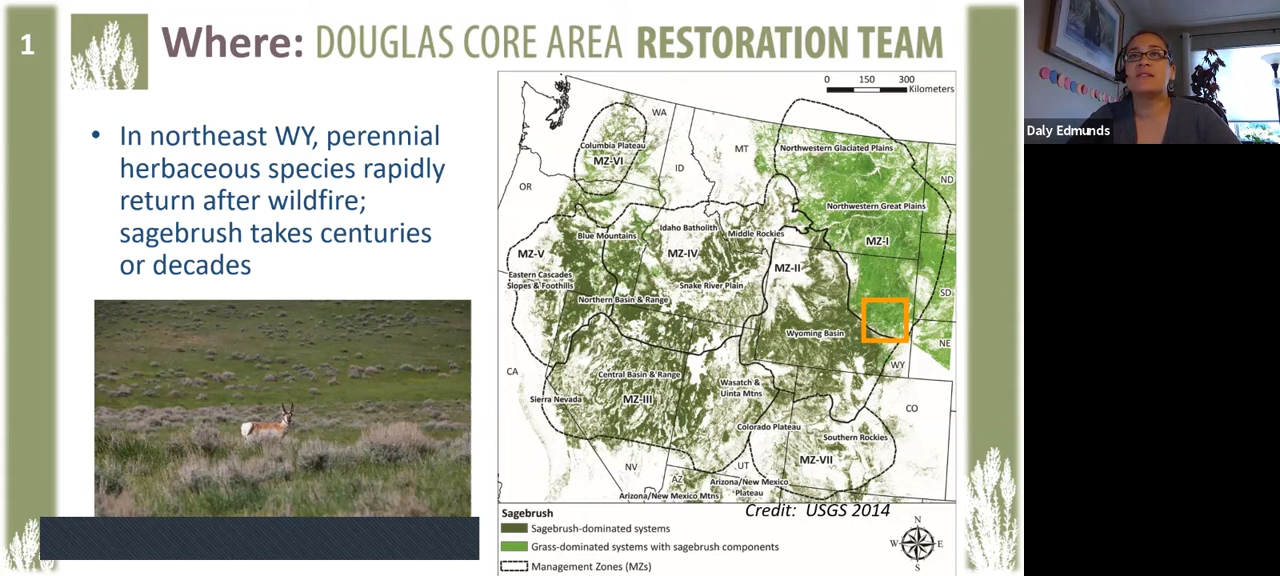 1
Where: DOUGLAS CORE AREA RESTORATION TEAM
• In northeast WY, perennial
herbaceous species rapidly
return after wildfire;
sagebrush takes centuries
or decades
0 150 300
Kilometers
WA
Columbia Plateau
MZ-VI
MT
Northwestern Glaciated Plains
ID
ND
OR
Northwestern Great Plains
Idaho Batholith
Blue Mountains
Middle Rockies
MZ-I
MZ-V
MZ-IV
MZ-II
Eastern Cascades
Slopes & Foothills
Snake River Plain
SD
Northern Basin & Range
Wyoming Basin
NE
WY
CA
Central Basin & Range
Wasatch &
Uinta Mtns
Sierra Nevada
MZ-III
CO
Colorado Plateau
Southern Rockies
MZ-VII
NV
UT
AZ
Arizona/New Mexico
Plateau
Arizona/New Mexico Mtns
Credit: USGS 2014
Sagebrush
Sagebrush-dominated systems
Grass-dominated systems with sagebrush components
Management Zones (MZs)
N
W E
S
Daly Edmunds